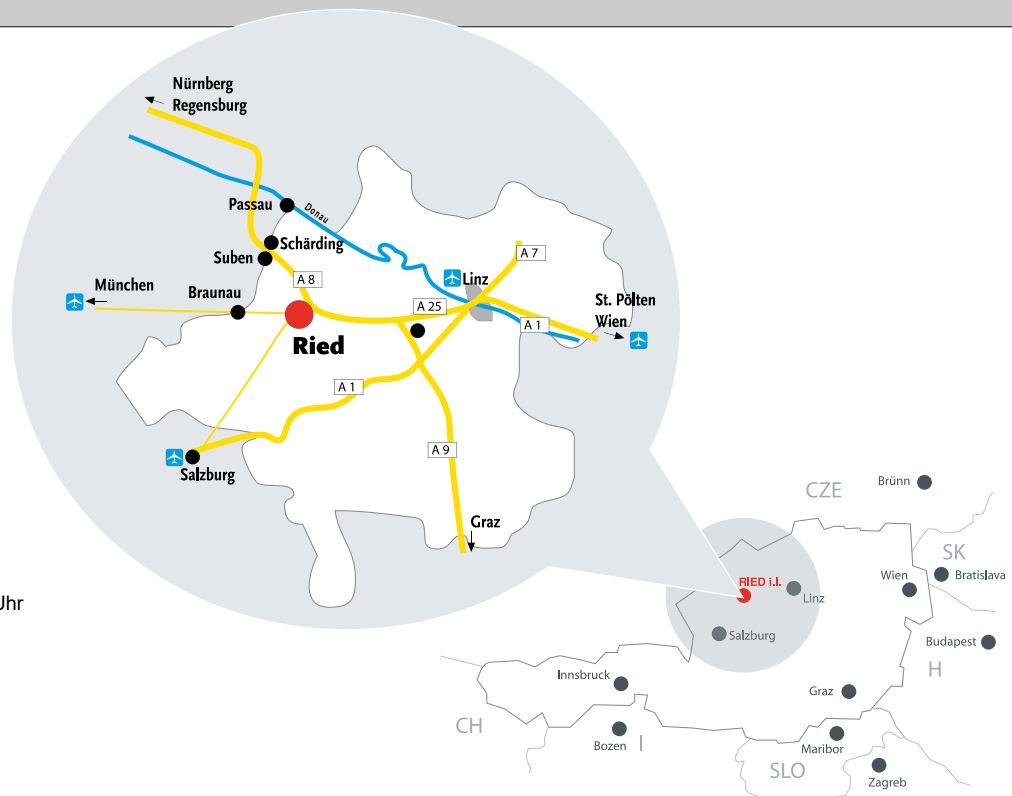 Nürnberg
Regensburg
Passau
Donau
Schärding
Suben
A 8
A 7
München
Braunau
Linz
A 25
St. Pölten
Wien
A 1
Ried
A 1
A 9
Salzburg
Graz
Uhr
CZE
Brünn
SK
RIED i.I.
Linz
Wien
Bratislava
Salzburg
Budapest
H
Innsbruck
Graz
CH
Bozen
I
Maribor
SLO
Zagreb